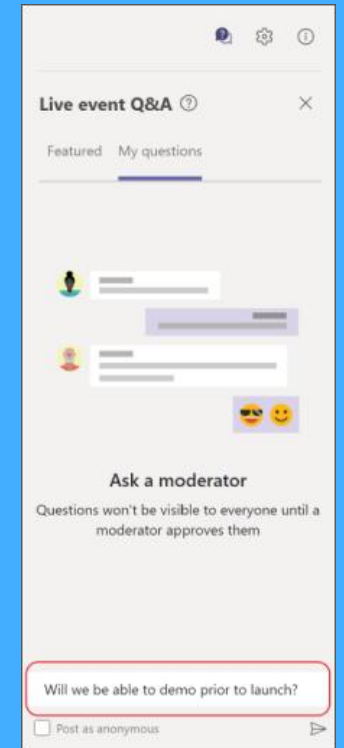 Live event Q&A
Featured My questions
Ask a moderator
Questions won't be visible to everyone until a
moderator approves them
Will we be able to demo prior to launch?
Post as anonymous